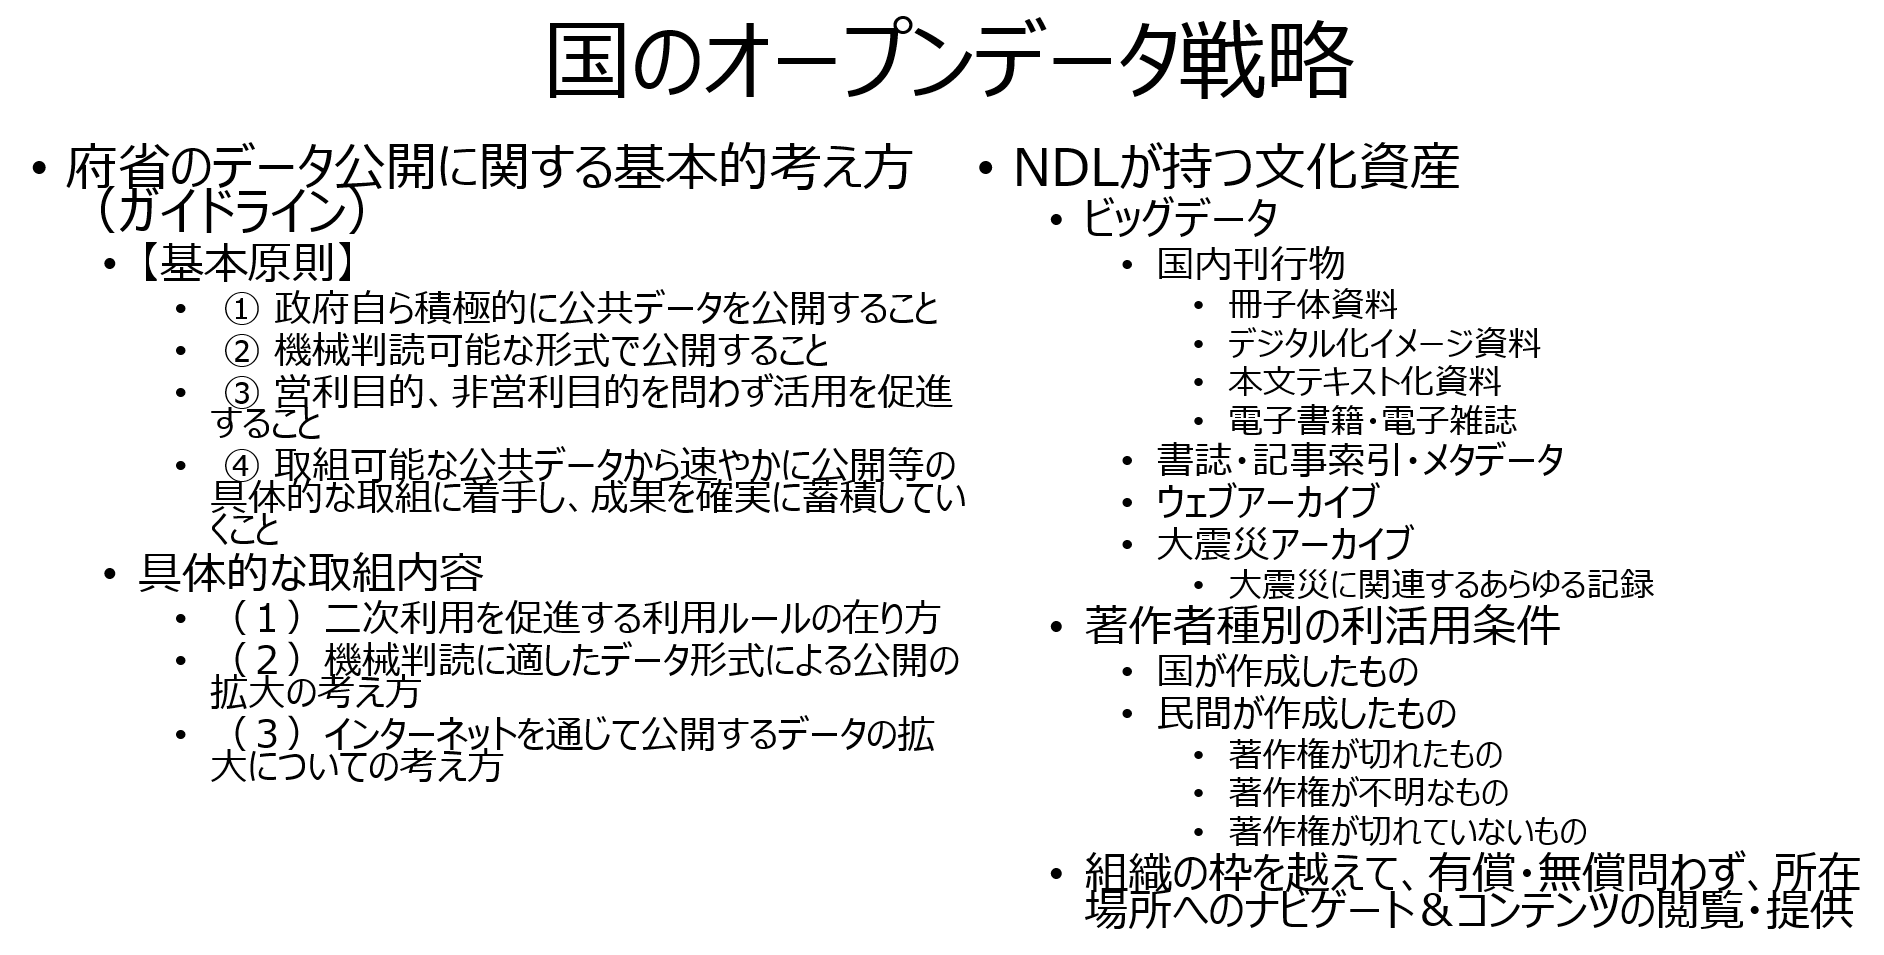 国のオープンデータ戦略
• 府省のデータ公開に関する基本的考え方
（ガイドライン）
• 【基本原則】
• ① 政府自ら積極的に公共データを公開すること
• ② 機械判読可能な形式で公開すること
• ③ 営利目的、非営利目的を問わず活用を促進
すること
• ④ 取組可能な公共データから速やかに公開等の
具体的な取組に着手し、成果を確実に蓄積してい
くこと
• 具体的な取組内容
• （１）二次利用を促進する利用ルールの在り方
• （２）機械判読に適したデータ形式による公開の
拡大の考え方
• （３）インターネットを通じて公開するデータの拡
大についての考え方
• NDLが持つ文化資産
• ビッグデータ
• 国内刊行物
• 冊子体資料
• デジタル化イメージ資料
• 本文テキスト化資料
• 電子書籍・電子雑誌
• 書誌・記事索引・メタデータ
• ウェブアーカイブ
• 大震災アーカイブ
• 大震災に関連するあらゆる記録
• 著作者種別の利活用条件
• 国が作成したもの
• 民間が作成したもの
• 著作権が切れたもの
• 著作権が不明なもの
• 著作権が切れていないもの
• 組織の枠を越えて、有償・無償問わず、所在
場所へのナビゲート＆コンテンツの閲覧・提供